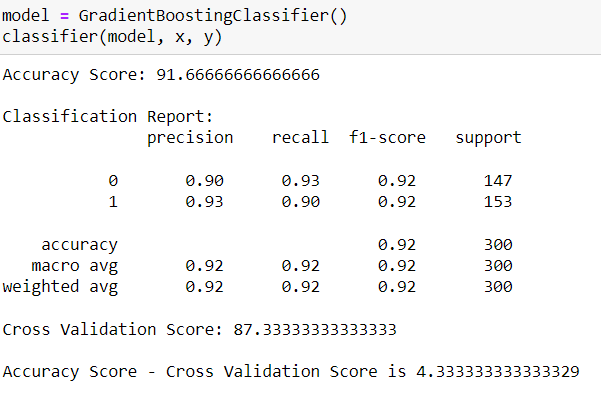 model = GradientBoostingClassifier()
classifier(model, x, y)
Accuracy Score: 91.66666666666666
Classification Report:
precision recall f1-score support
0 0.90 0.93 0.92 147
1 0.93 0.90 0.92 153
accuracy 0.92 300
macro avg 0.92 0.92 0.92 300
weighted avg 0.92 0.92 0.92 300
Cross Validation Score: 87.33333333333333
Accuracy Score - Cross Validation Score is 4.333333333333329